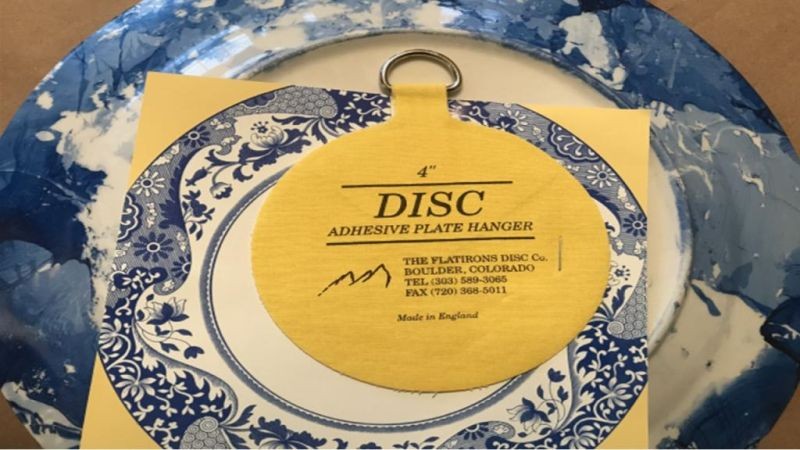 4"
DISC
ADHESIVE PLATE HANGER
THE FLATIRONS DISC Co.
BOULDER, COLORADO
TEL (303) 589-3065
FAX (720) 368-5011
Made in England